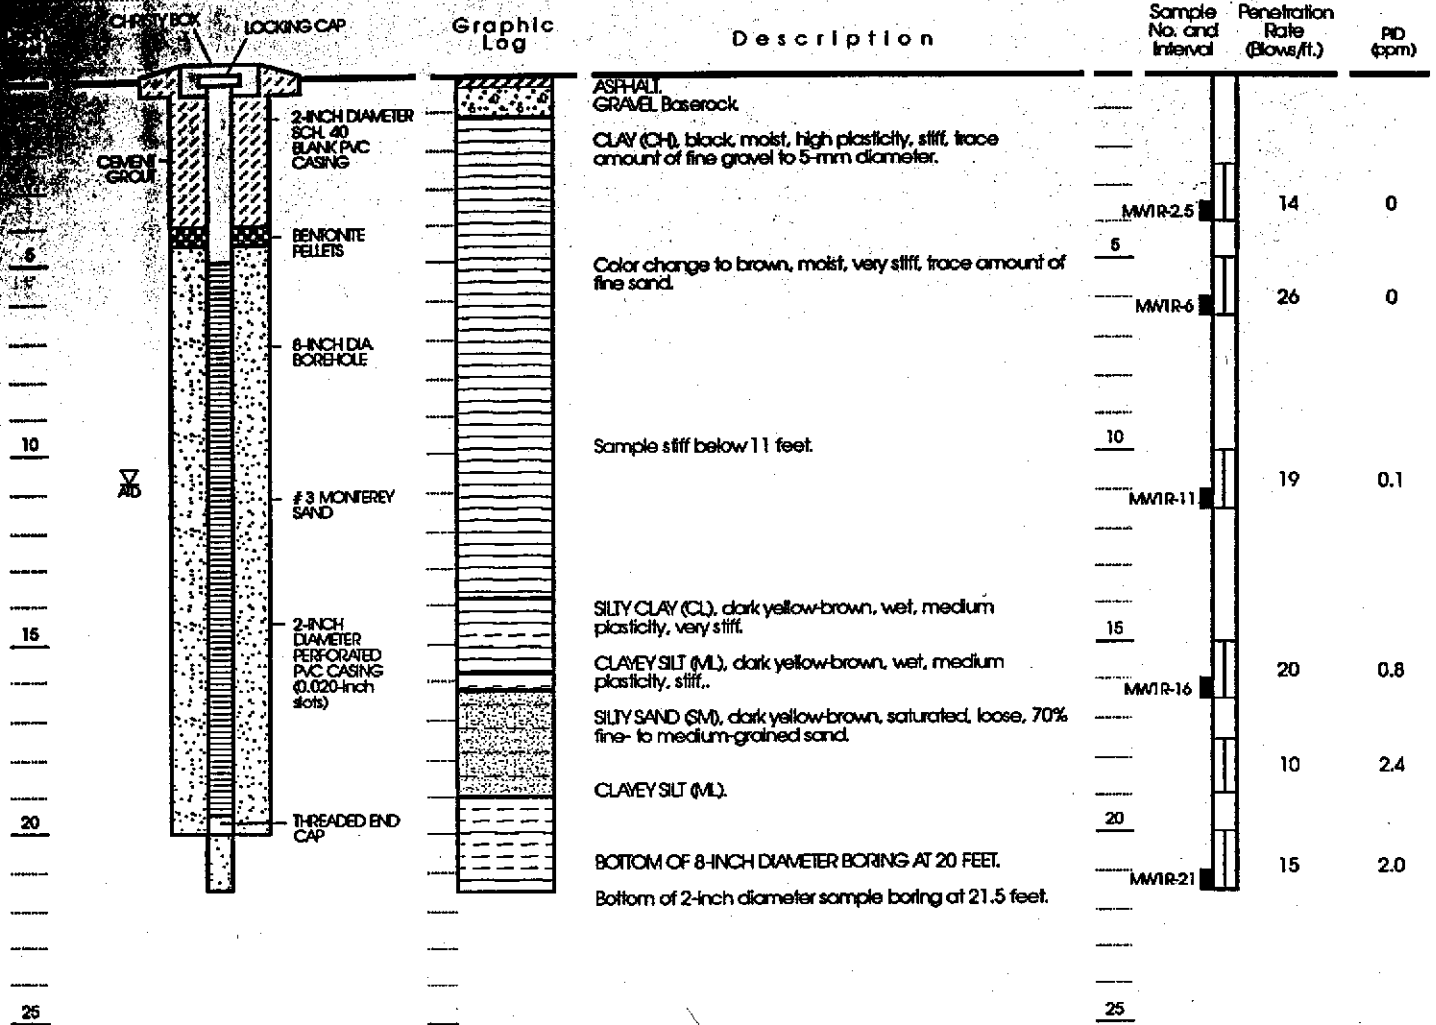 CHRISTY BOX
LOCKING CAP
Graphic
Log
Description
Sample
No. and
Interval
Penetration
Rate
(Blows/ft.)
PID
(ppm)
2-INCH DIAMETER
SCH. 40
BLANK PVC
CASING
CEMENT
GROUT
BENTONITE
PELLETS
5
8-INCH DIA.
BOREHOLE
10
AD
#3 MONTEREY
SAND
15
2-INCH
DIAMETER
PERFORATED
PVC CASING
(0.020-inch
slots)
20
THREADED END
CAP
25
ASPHALT.
GRAVEL Baserock.
CLAY (CH), black, moist, high plasticity, stiff, trace
amount of fine gravel to 5-mm diameter.
Color change to brown, moist, very stiff, trace amount of
fine sand.
Sample stiff below 11 feet.
SILTY CLAY (CL), dark yellow-brown, wet, medium
plasticity, very stiff.
CLAYEY SILT (ML), dark yellow-brown, wet, medium
plasticity, stiff,.
SILTY SAND (SM), dark yellow-brown, saturated, loose, 70%
fine- to medium-grained sand.
CLAYEY SILT (ML).
BOTTOM OF 8-INCH DIAMETER BORING AT 20 FEET.
Bottom of 2-inch diameter sample boring at 21.5 feet.
MW1R-2.5 14 0
5
MW1R-6 26 0
10
MW1R-11 19 0.1
15
MW1R-16 20 0.8
10 2.4
20
MW1R-21 15 2.0
25